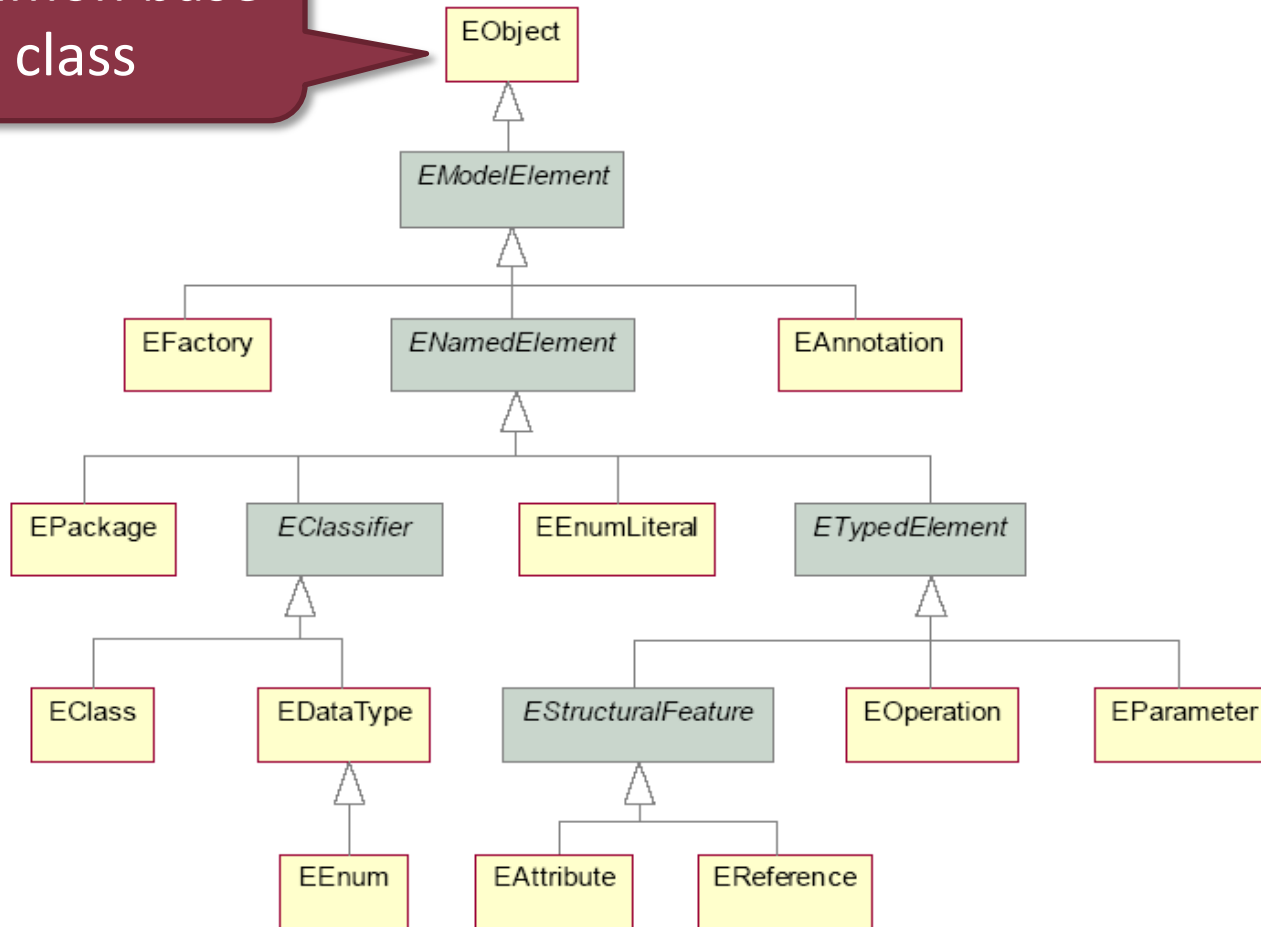 class
EObject
EModelElement
EFactory
ENamedElement
EAnnotation
EPackage
EClassifier
EEnumLiteral
ETypedElement
EClass
EDataType
EStructuralFeature
EOperation
EParameter
EEnum
EAttribute
EReference